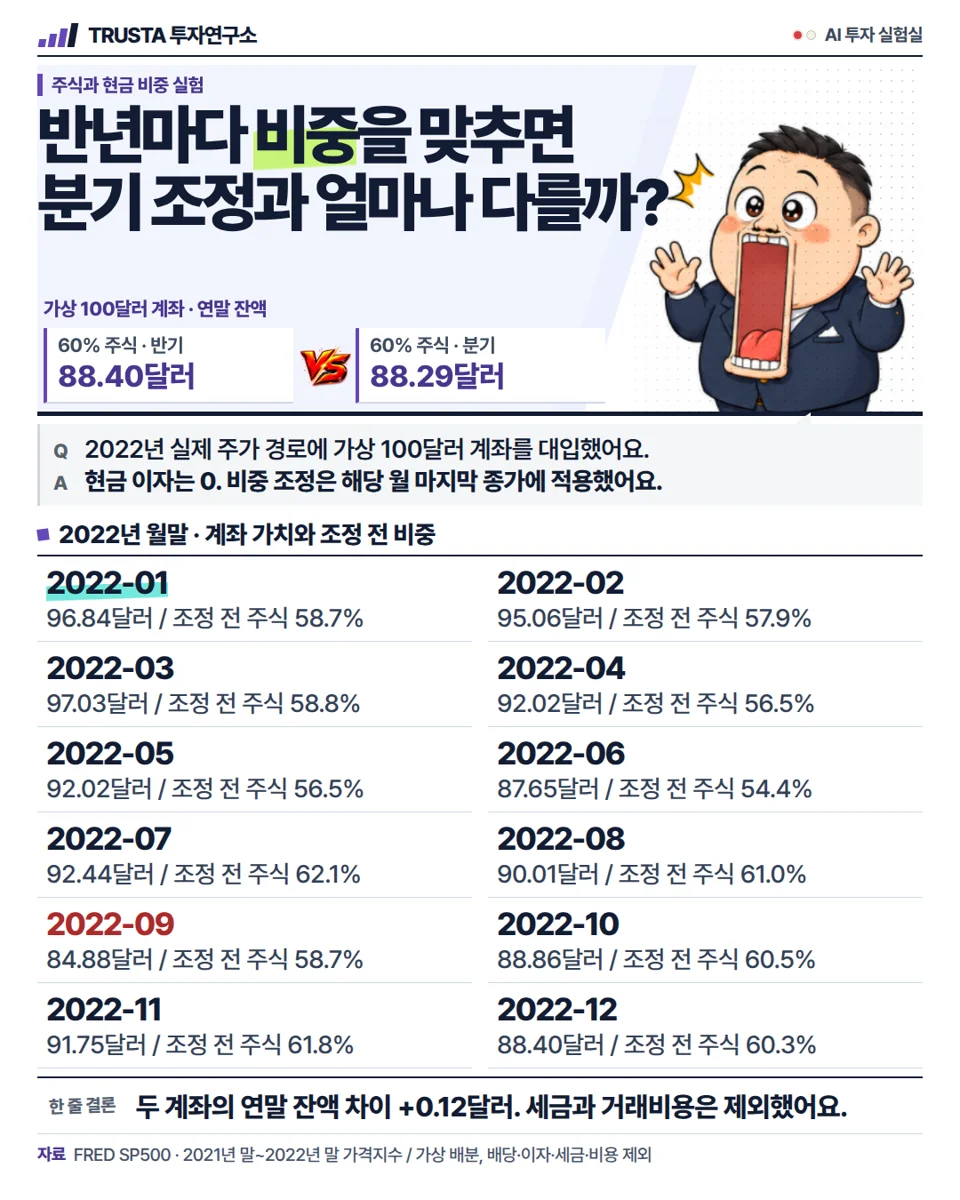 TRUSTA 투자연구소
AI 투자 실험실
주식과 현금 비중 실험
반년마다 비중을 맞추면
분기 조정과 얼마나 다를까?
가상 100달러 계좌 · 연말 잔액
60% 주식 · 반기
88.40달러
VS
60% 주식 · 분기
88.29달러
Q 2022년 실제 주가 경로에 가상 100달러 계좌를 대입했어요.
A 현금 이자는 0. 비중 조정은 해당 월 마지막 종가에 적용했어요.
2022년 월말 · 계좌 가치와 조정 전 비중
2022-01
96.84달러 / 조정 전 주식 58.7%
2022-02
95.06달러 / 조정 전 주식 57.9%
2022-03
97.03달러 / 조정 전 주식 58.8%
2022-04
92.02달러 / 조정 전 주식 56.5%
2022-05
92.02달러 / 조정 전 주식 56.5%
2022-06
87.65달러 / 조정 전 주식 54.4%
2022-07
92.44달러 / 조정 전 주식 62.1%
2022-08
90.01달러 / 조정 전 주식 61.0%
2022-09
84.88달러 / 조정 전 주식 58.7%
2022-10
88.86달러 / 조정 전 주식 60.5%
2022-11
91.75달러 / 조정 전 주식 61.8%
2022-12
88.40달러 / 조정 전 주식 60.3%
한 줄 결론 두 계좌의 연말 잔액 차이 +0.12달러. 세금과 거래비용은 제외했어요.
자료 FRED SP500 · 2021년 말~2022년 말 가격지수 / 가상 배분, 배당·이자·세금·비용 제외